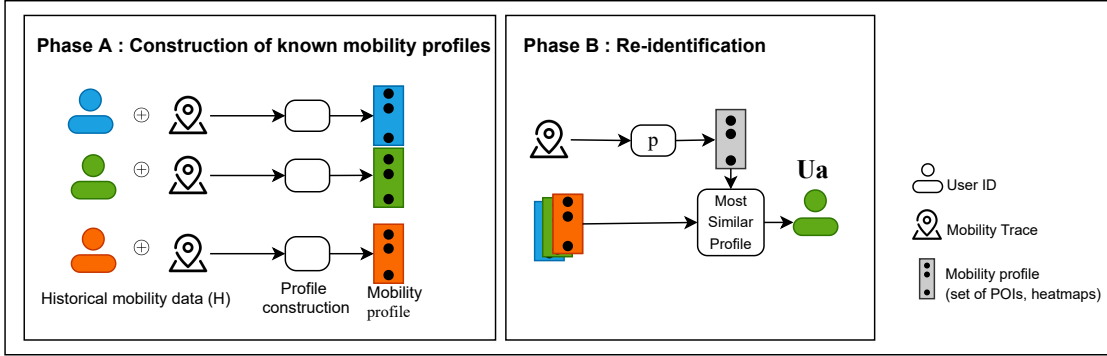 Phase A : Construction of known mobility profiles
Historical mobility data (H)
Profile
construction
Mobility
profile
Phase B : Re-identification
p
Most
Similar
Profile
Ua
User ID
Mobility Trace
Mobility profile
(set of POIs, heatmaps)